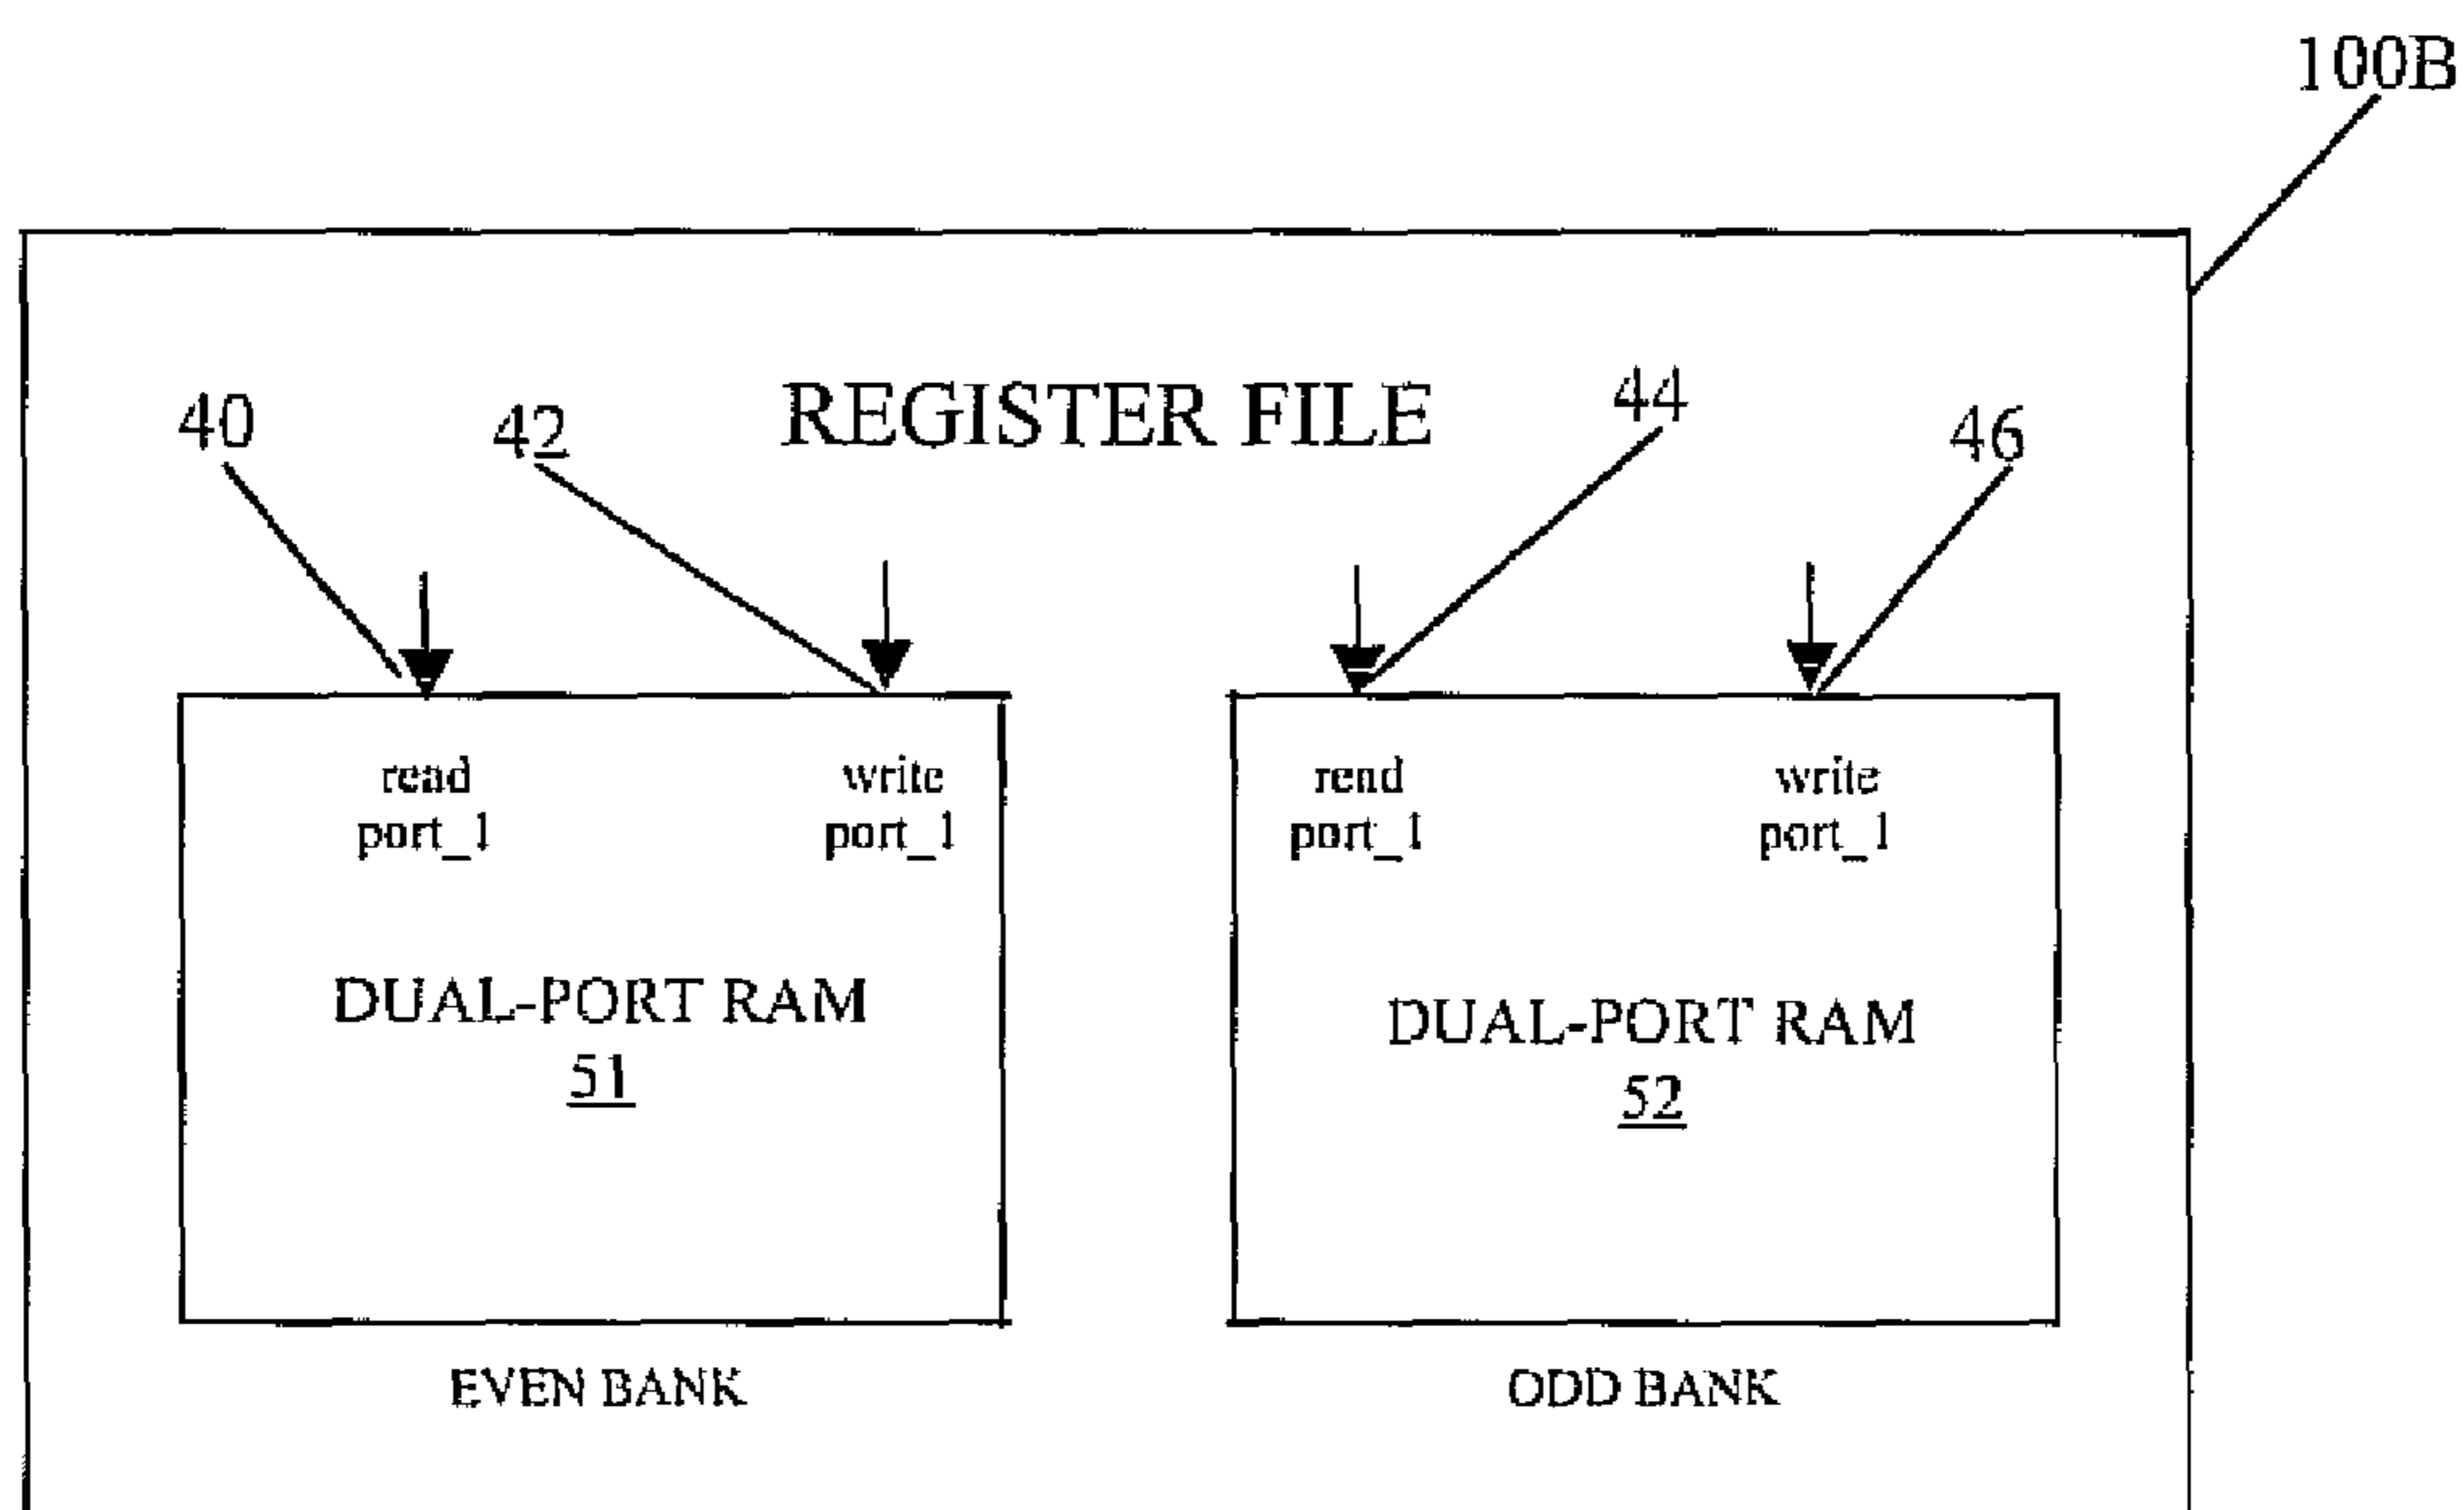 100B
REGISTER FILE
40
42
44
46
read
port_1
write
port_1
rend
port_1
write
port_1
DUAL-PORT RAM
51
DUAL-PORT RAM
52
EVEN BANK
ODD BANK